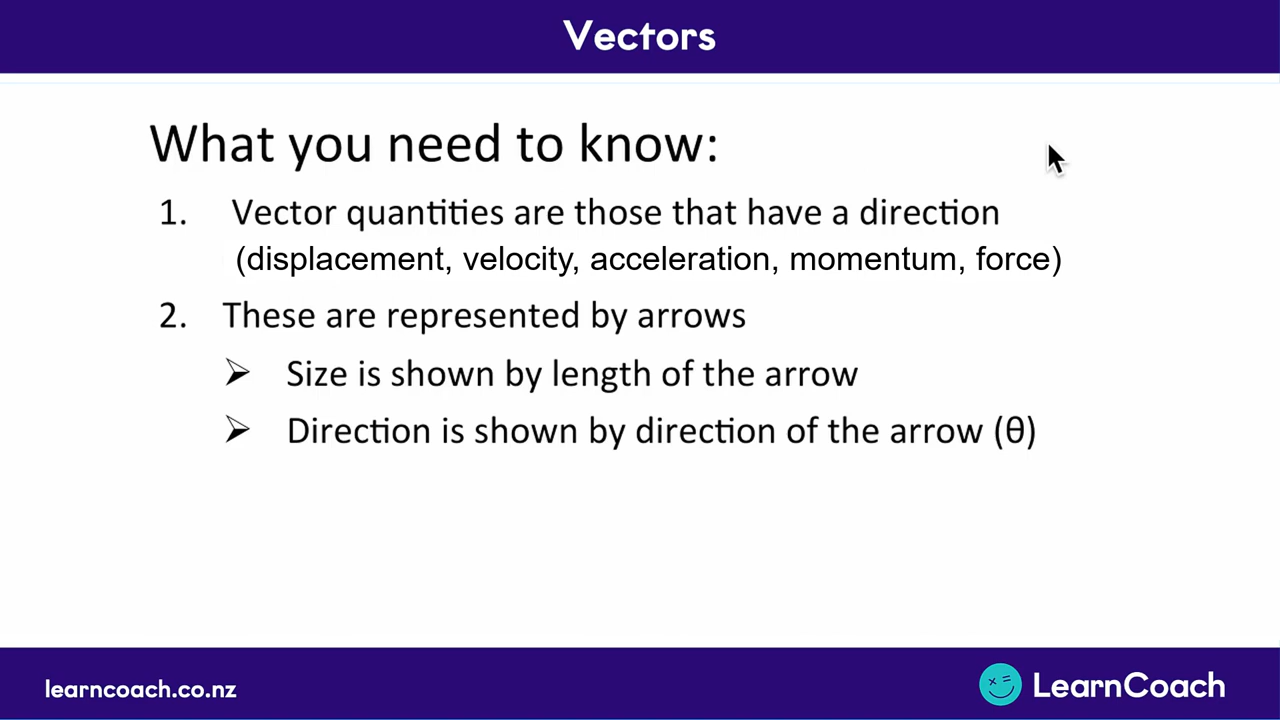 Vectors
What you need to know:
1. Vector quantities are those that have a direction
(displacement, velocity, acceleration, momentum, force)
2. These are represented by arrows
➢ Size is shown by length of the arrow
➢ Direction is shown by direction of the arrow (θ)
learncoach.co.nz
LearnCoach